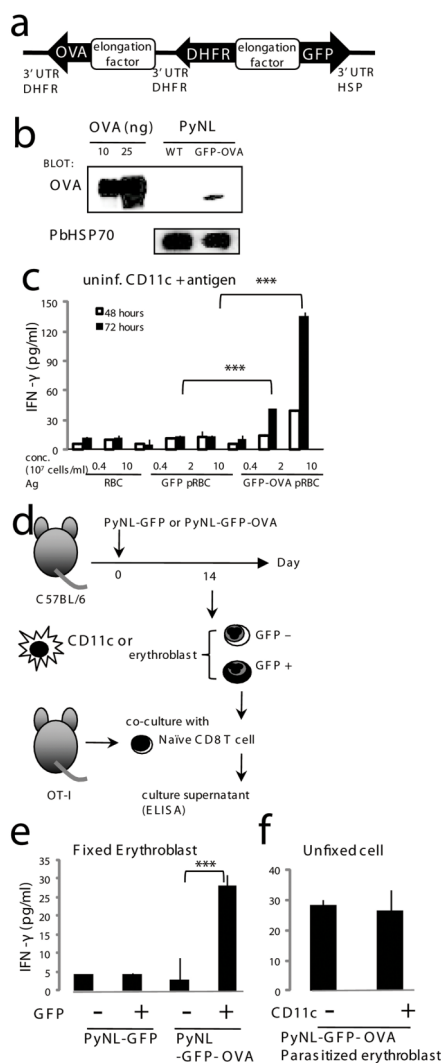 a
OVA elongation factor DHFR elongation factor GFP
3' UTR DHFR 3' UTR DHFR 3' UTR HSP
b
OVA (ng) PyNL
10 25 WT GFP-OVA
BLOT:
OVA
PbHSP70
c
uninf. CD11c + antigen
***
48 hours
72 hours
***
IFN -γ (pg/ml)
150
120
90
60
30
0
conc. (10⁷ cells/ml) 0.4 10 0.4 2 10 0.4 2 10
Ag RBC GFP pRBC GFP-OVA pRBC
d
PyNL-GFP or PyNL-GFP-OVA
Day
0 14
C57BL/6
CD11c or erythroblast
GFP –
GFP +
co-culture with
Naïve CD8 T cell
OT-I
culture supernatant
(ELISA)
e
Fixed Erythroblast
***
IFN -γ (pg/ml)
35
30
25
20
15
10
5
0
GFP – + – +
PyNL-GFP PyNL
-GFP-OVA
f
Unfixed cell
40
30
20
10
0
CD11c – +
PyNL-GFP-OVA
Parasitized erythroblast